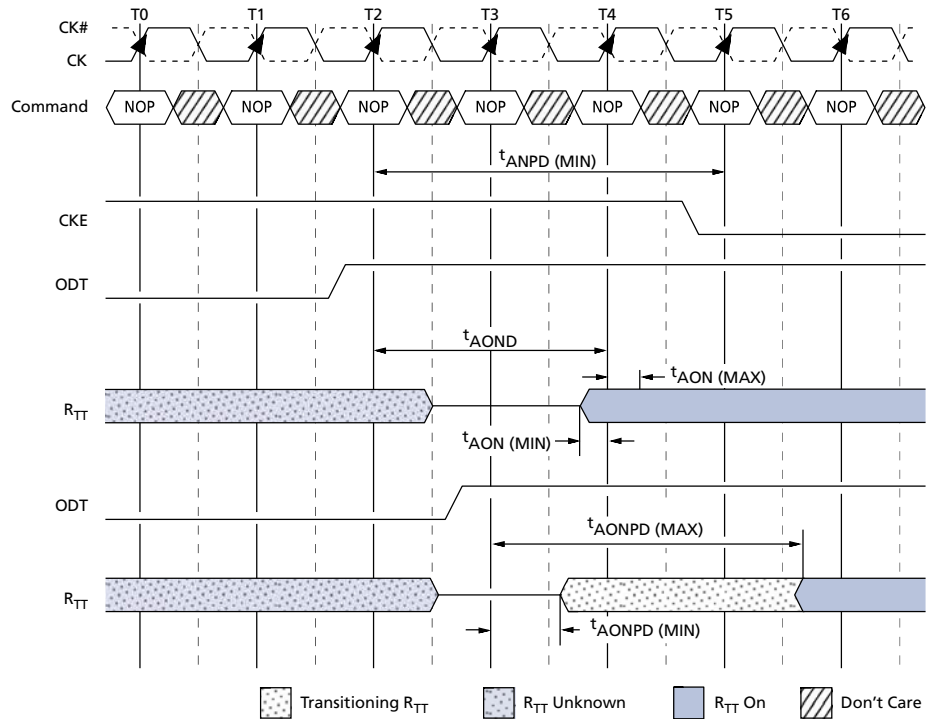 T0 T1 T2 T3 T4 T5 T6
CK#
CK
Command NOP NOP NOP NOP NOP NOP NOP
tANPD (MIN)
CKE
ODT
tAOND
tAON (MAX)
RTT
tAON (MIN)
ODT
tAONPD (MAX)
RTT
tAONPD (MIN)
Transitioning RTT RTT Unknown RTT On Don't Care